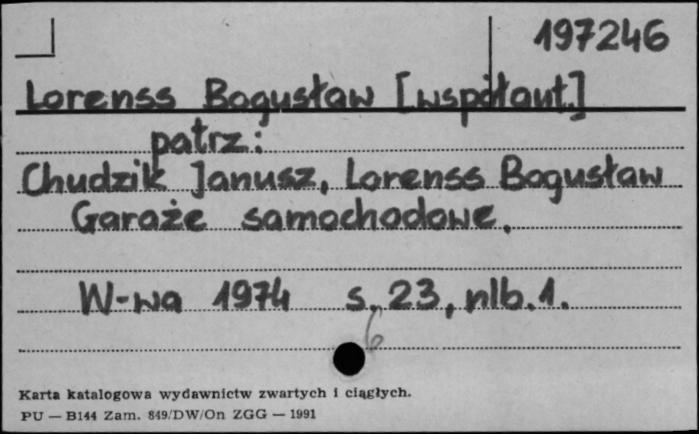 197246
Lorenss Bogusław [współaut.]
patrz:
Chudzik Janusz, Lorenss Bogusław
Garaże samochodowe.
W-wa 1974 s. 23, nlb. 1.
6
Karta katalogowa wydawnictw zwartych i ciągłych.
PU — B144 Zam. 849/DW/On ZGG — 1991